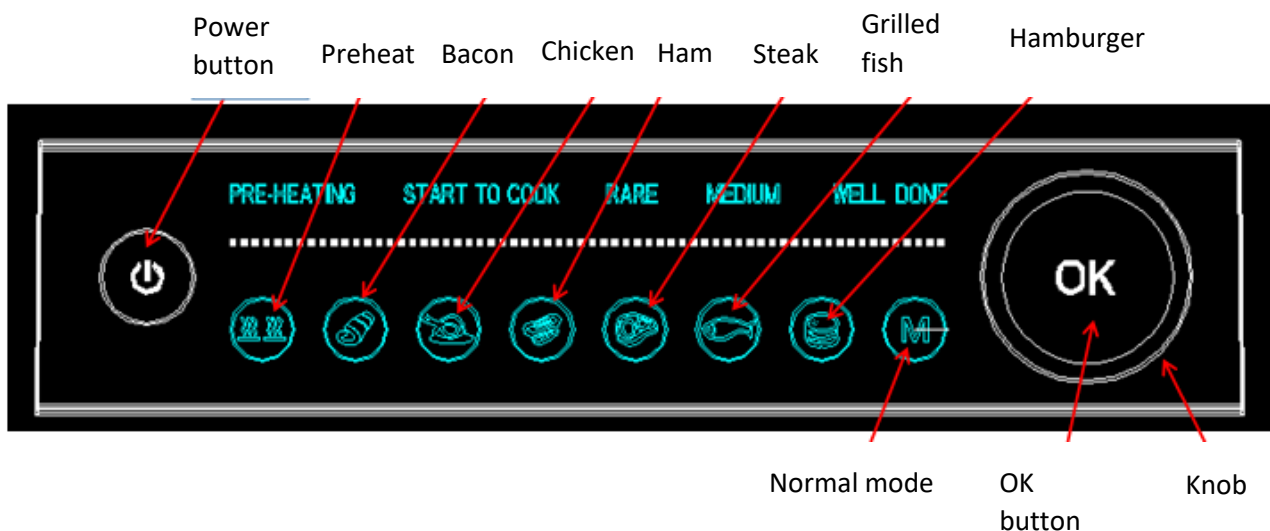 Power
button
Preheat
Bacon
Chicken
Ham
Steak
Grilled
fish
Hamburger
PRE-HEATING
START TO COOK
RARE
MEDIUM
WELL DONE
OK
M
Normal mode
OK
button
Knob